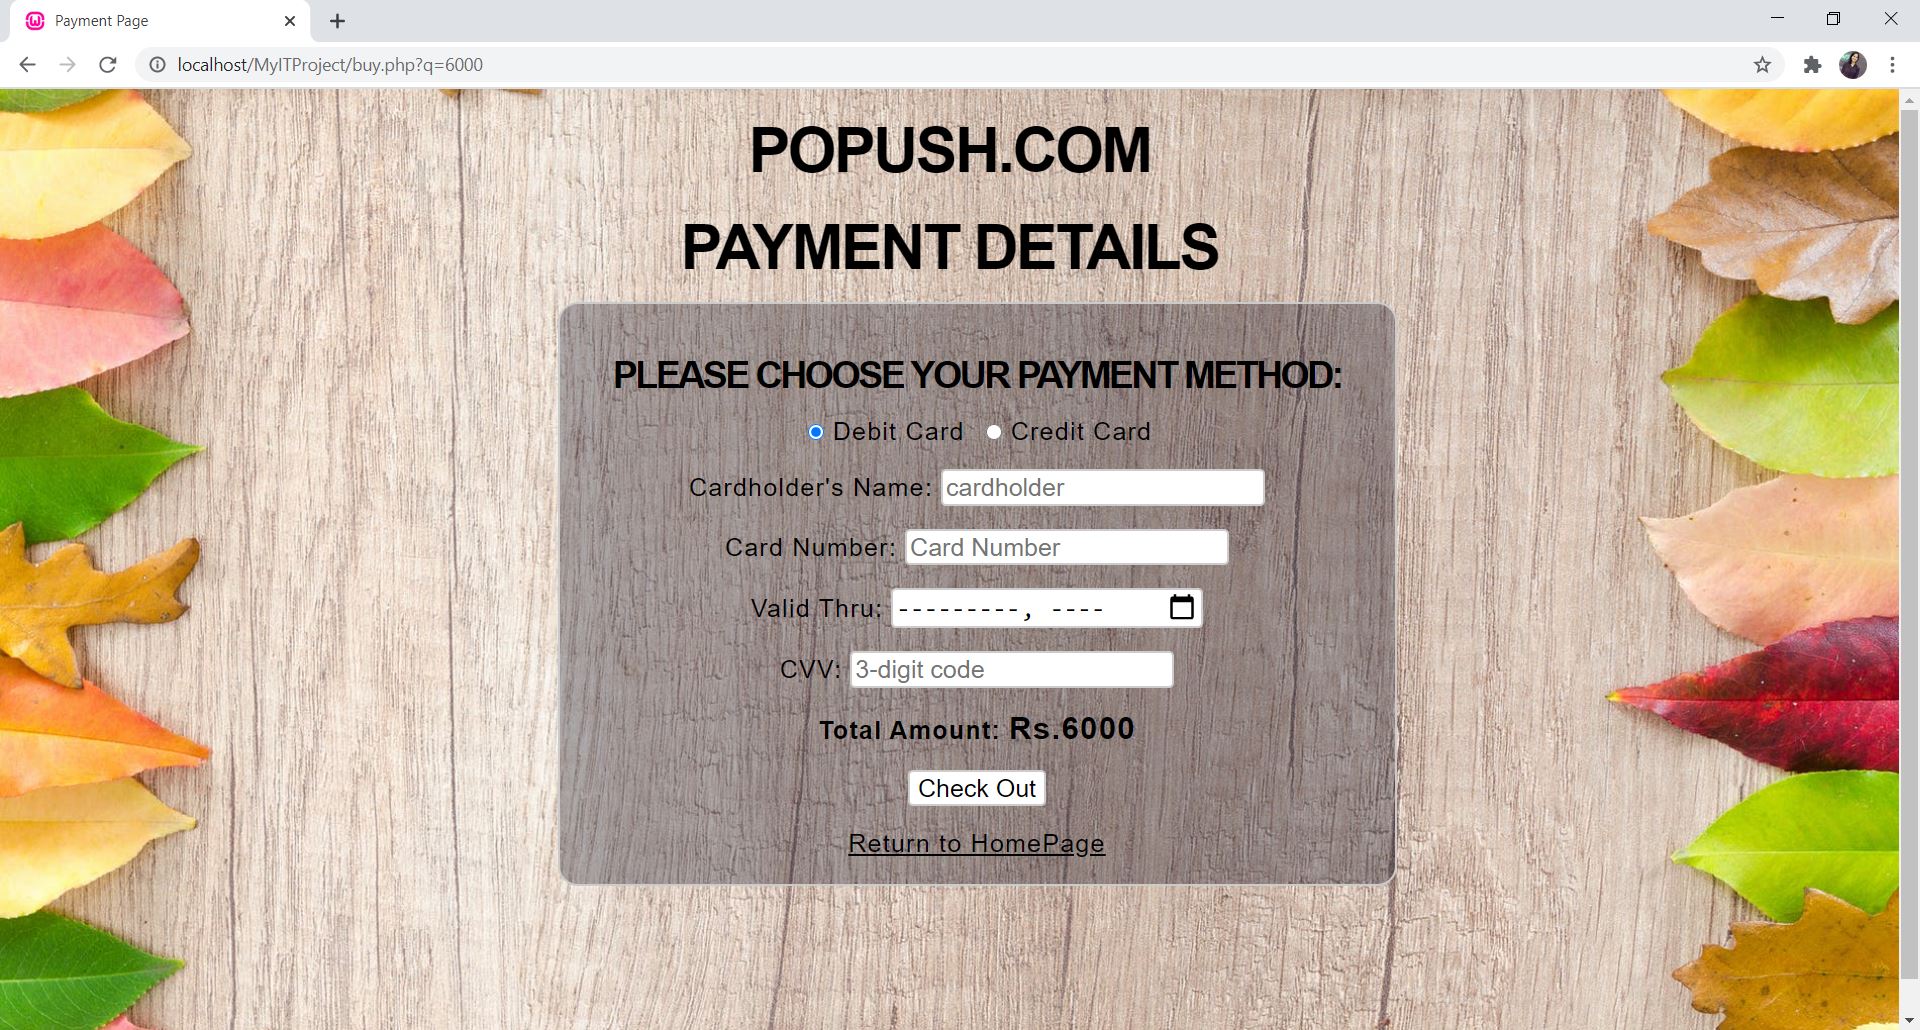 Payment Page
localhost/MyITProject/buy.php?q=6000
POPUSH.COM
PAYMENT DETAILS
PLEASE CHOOSE YOUR PAYMENT METHOD:
Debit Card Credit Card
Cardholder's Name: cardholder
Card Number: Card Number
Valid Thru: ---------, ----
CVV: 3-digit code
Total Amount: Rs.6000
Check Out
Return to HomePage